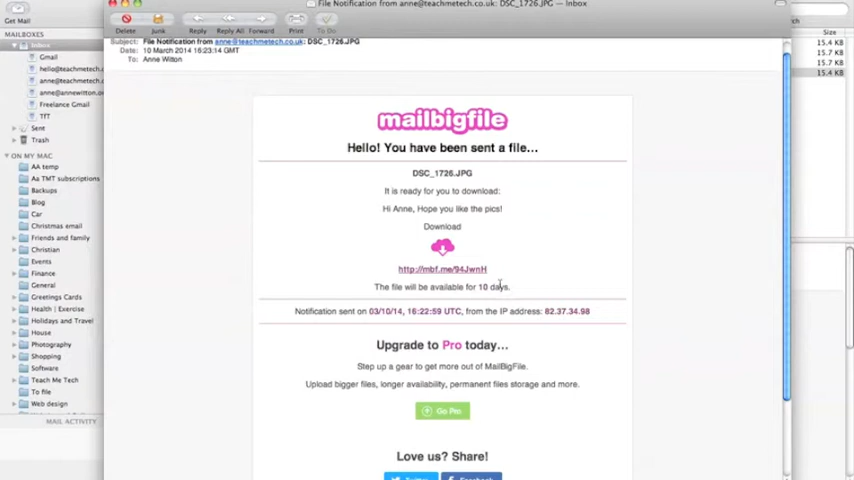 File Notification from anne@teachmetech.co.uk: DSC_1726.JPG — Inbox
Get Mail
Delete
Junk
Reply
Reply All
Forward
Print
To Do
Search
MAILBOXES
Inbox
Gmail
hello@teachmetech.c
anne@teachmetech.c
anne@annewitton.o
Freelance Gmail
TfT
Sent
Trash
ON MY MAC
AA temp
Aa TMT subscriptions
Backups
Blog
Car
Christmas email
Friends and family
Christian
Events
Finance
General
Greetings Cards
Health | Exercise
Holidays and Travel
House
Photography
Shopping
Software
Teach Me Tech
To file
Web design
MAIL ACTIVITY
Subject: File Notification from anne@teachmetech.co.uk: DSC_1726.JPG
Date: 10 March 2014 16:23:14 GMT
To: Anne Witton
mailbigfile
Hello! You have been sent a file...
DSC_1726.JPG
It is ready for you to download:
Hi Anne, Hope you like the pics!
Download
http://mbf.me/94JwnH
The file will be available for 10 days.
Notification sent on 03/10/14, 16:22:59 UTC, from the IP address: 82.37.34.98
Upgrade to Pro today...
Step up a gear to get more out of MailBigFile.
Upload bigger files, longer availability, permanent files storage and more.
Go Pro
Love us? Share!
Twitter
Facebook
Size
15.4 KB
15.7 KB
15.7 KB
15.4 KB